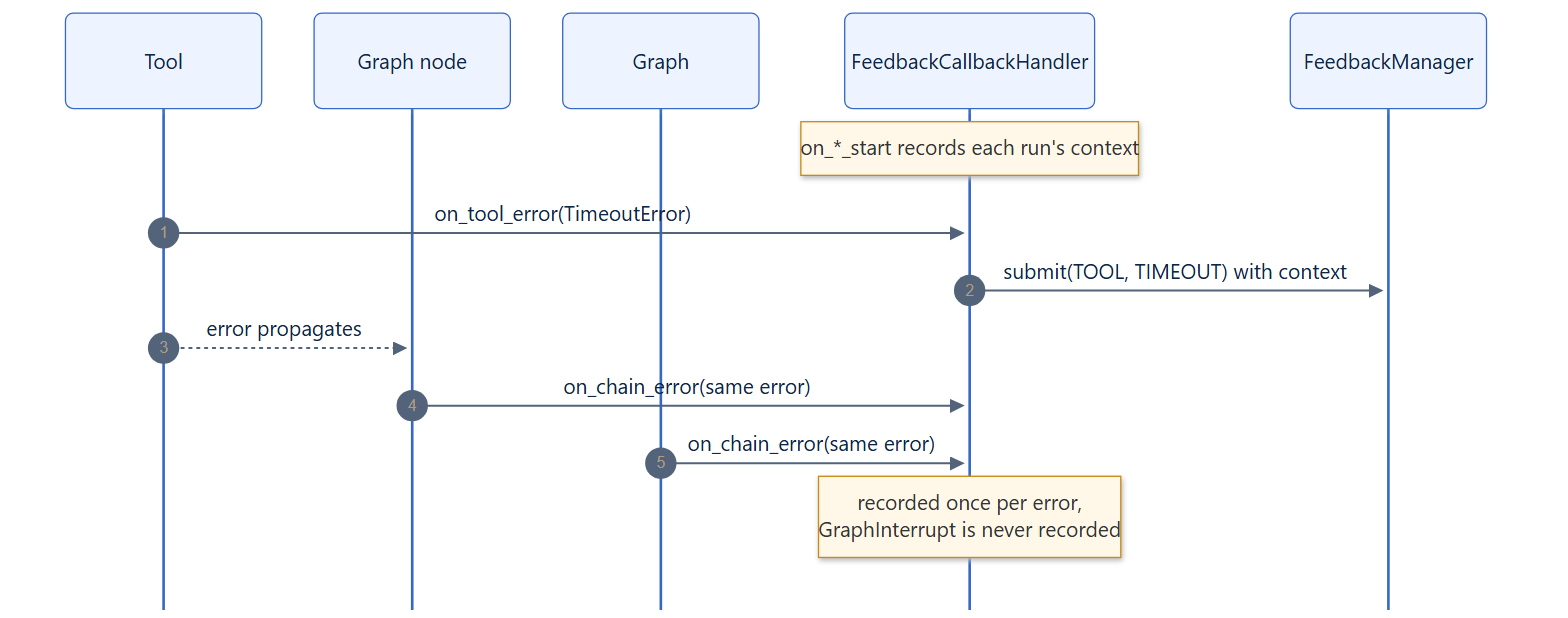 Tool
Graph node
Graph
FeedbackCallbackHandler
FeedbackManager
on_*_start records each run's context
on_tool_error(TimeoutError)
1
submit(TOOL, TIMEOUT) with context
2
error propagates
3
on_chain_error(same error)
4
on_chain_error(same error)
5
recorded once per error,
GraphInterrupt is never recorded